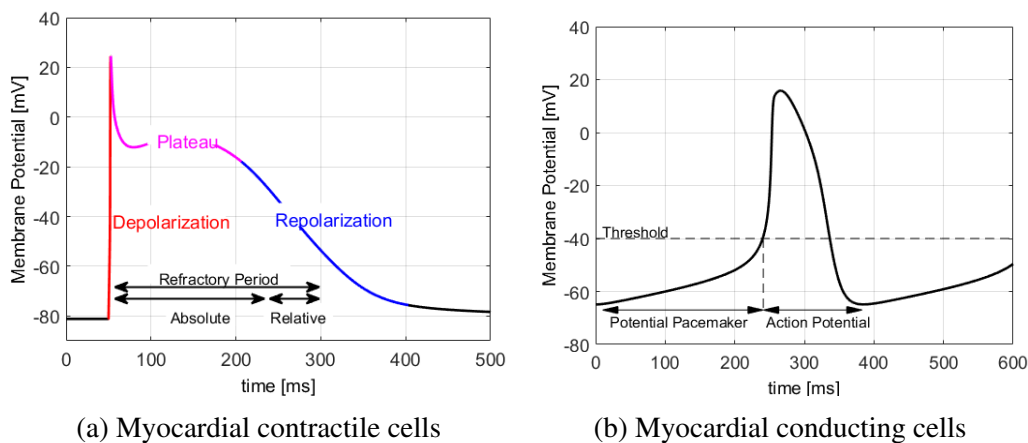 40
20
0
-20
-40
-60
-80
Membrane Potential [mV]
Plateau
Depolarization
Repolarization
Refractory Period
Absolute
Relative
0
100
200
300
400
500
time [ms]
(a) Myocardial contractile cells
40
20
0
-20
-40
-60
-80
Membrane Potential [mV]
Threshold
Potential Pacemaker
Action Potential
0
100
200
300
400
500
600
time [ms]
(b) Myocardial conducting cells